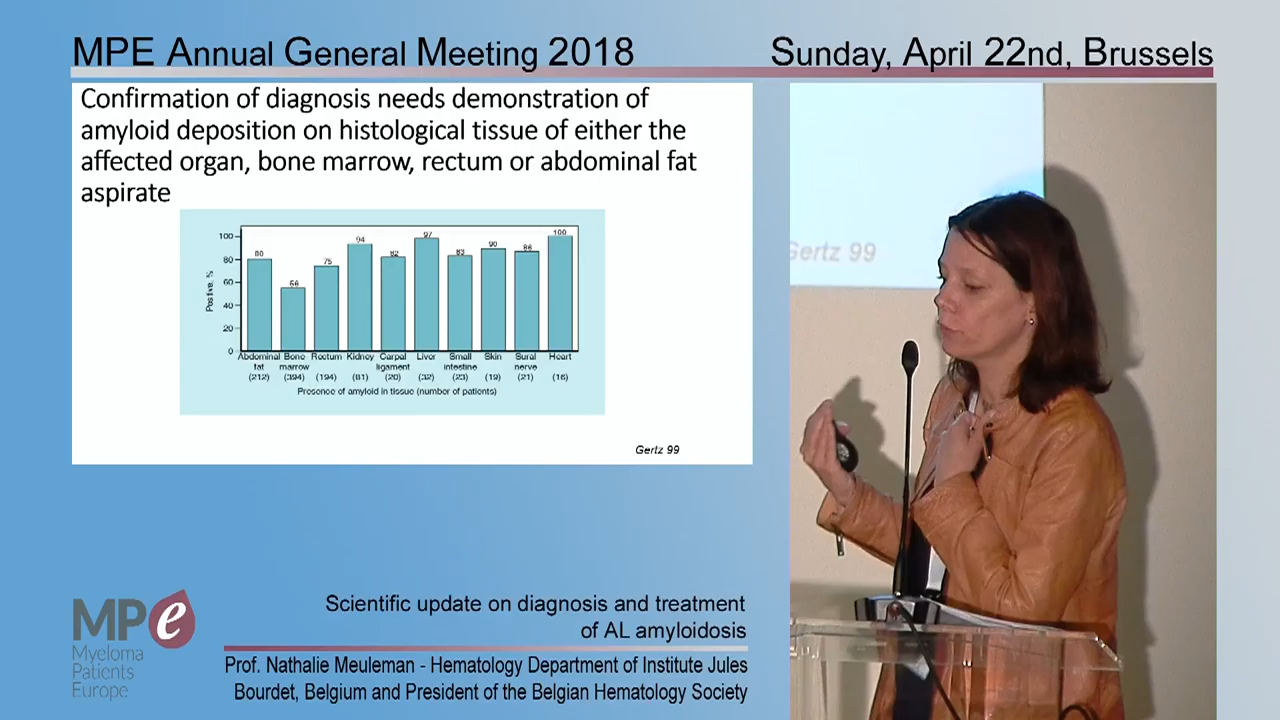 MPE Annual General Meeting 2018
Sunday, April 22nd, Brussels
Confirmation of diagnosis needs demonstration of
amyloid deposition on histological tissue of either the
affected organ, bone marrow, rectum or abdominal fat
aspirate
Positive, %
100
80
60
40
20
0
80
56
75
94
82
97
83
90
86
100
Abdominal fat (212)
Bone marrow (394)
Rectum (194)
Kidney (81)
Carpal ligament (20)
Liver (32)
Small intestine (23)
Skin (19)
Sural nerve (21)
Heart (16)
Presence of amyloid in tissue (number of patients)
Gertz 99
Gertz 99
MPe
Myeloma
Patients
Europe
Scientific update on diagnosis and treatment
of AL amyloidosis
Prof. Nathalie Meuleman - Hematology Department of Institute Jules
Bourdet, Belgium and President of the Belgian Hematology Society